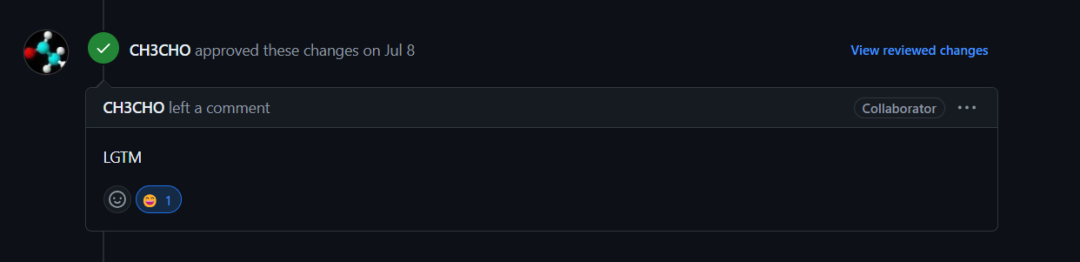 CH3CHO approved these changes on Jul 8
View reviewed changes
CH3CHO left a comment
Collaborator
LGTM
1